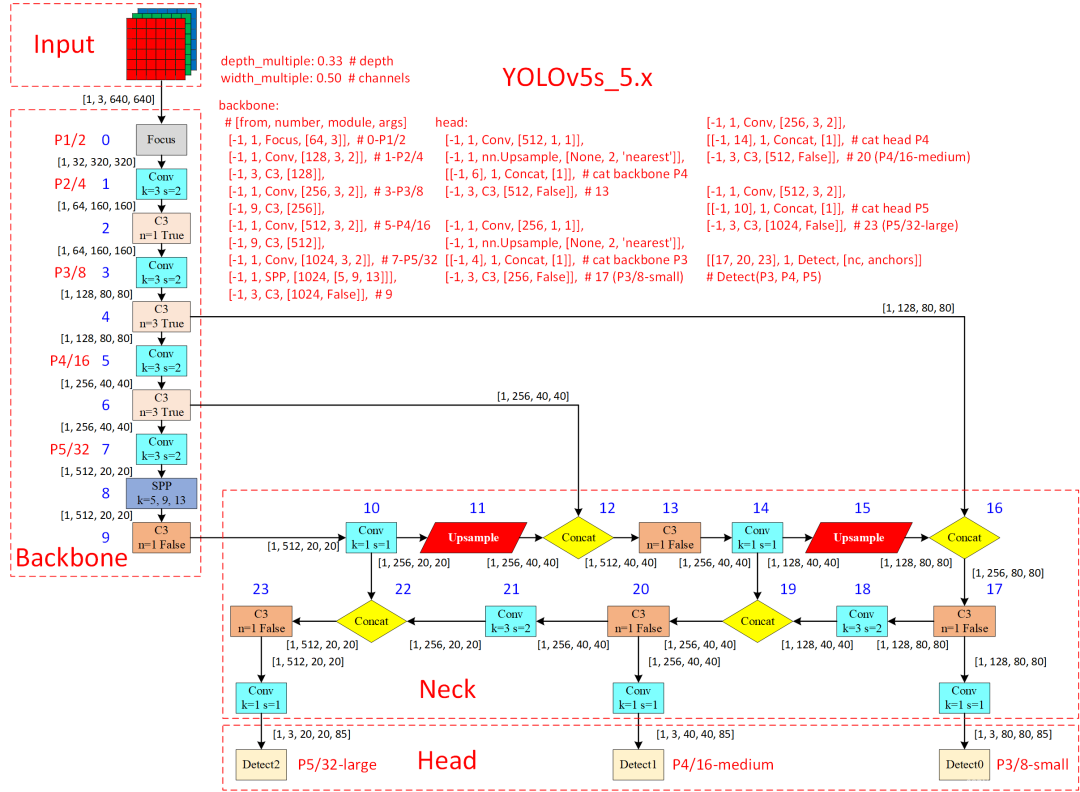 Input
[1, 3, 640, 640]
depth_multiple: 0.33  # depth
width_multiple: 0.50  # channels
YOLOv5s_5.x
backbone:
# [from, number, module, args]
[-1, 1, Focus, [64, 3]],  # 0-P1/2
[-1, 1, Conv, [128, 3, 2]],  # 1-P2/4
[-1, 3, C3, [128]],
[-1, 1, Conv, [256, 3, 2]],  # 3-P3/8
[-1, 9, C3, [256]],
[-1, 1, Conv, [512, 3, 2]],  # 5-P4/16
[-1, 9, C3, [512]],
[-1, 1, Conv, [1024, 3, 2]],  # 7-P5/32
[-1, 1, SPP, [1024, [5, 9, 13]]],
[-1, 3, C3, [1024, False]],  # 9
head:
[-1, 1, Conv, [512, 1, 1]],
[-1, 1, nn.Upsample, [None, 2, 'nearest']],
[[-1, 6], 1, Concat, [1]],  # cat backbone P4
[-1, 3, C3, [512, False]],  # 13
[-1, 1, Conv, [256, 1, 1]],
[-1, 1, nn.Upsample, [None, 2, 'nearest']],
[[-1, 4], 1, Concat, [1]],  # cat backbone P3
[-1, 3, C3, [256, False]],  # 17 (P3/8-small)
[-1, 1, Conv, [256, 3, 2]],
[[-1, 14], 1, Concat, [1]],  # cat head P4
[-1, 3, C3, [512, False]],  # 20 (P4/16-medium)
[-1, 1, Conv, [512, 3, 2]],
[[-1, 10], 1, Concat, [1]],  # cat head P5
[-1, 3, C3, [1024, False]],  # 23 (P5/32-large)
[[17, 20, 23], 1, Detect, [nc, anchors]]
# Detect(P3, P4, P5)
P1/2 0 Focus
[1, 32, 320, 320]
P2/4 1 Conv
k=3 s=2
[1, 64, 160, 160]
2 C3
n=1 True
[1, 64, 160, 160]
P3/8 3 Conv
k=3 s=2
[1, 128, 80, 80]
4 C3
n=3 True
[1, 128, 80, 80]
[1, 128, 80, 80]
P4/16 5 Conv
k=3 s=2
[1, 256, 40, 40]
6 C3
n=3 True
[1, 256, 40, 40]
[1, 256, 40, 40]
P5/32 7 Conv
k=3 s=2
[1, 512, 20, 20]
8 SPP
k=5, 9, 13
[1, 512, 20, 20]
9 C3
n=1 False
Backbone
[1, 512, 20, 20]
10
Conv
k=1 s=1
[1, 256, 20, 20]
11
Upsample
[1, 256, 40, 40]
12
Concat
[1, 512, 40, 40]
13
C3
n=1 False
[1, 256, 40, 40]
14
Conv
k=1 s=1
[1, 128, 40, 40]
15
Upsample
[1, 128, 80, 80]
16
Concat
[1, 256, 80, 80]
23
C3
n=1 False
[1, 512, 20, 20]
[1, 512, 20, 20]
22
Concat
[1, 256, 20, 20]
21
Conv
k=3 s=2
[1, 256, 40, 40]
20
C3
n=1 False
[1, 256, 40, 40]
[1, 256, 40, 40]
19
Concat
[1, 128, 40, 40]
18
Conv
k=3 s=2
[1, 128, 80, 80]
17
C3
n=1 False
[1, 128, 80, 80]
Conv
k=1 s=1
Neck
Conv
k=1 s=1
Conv
k=1 s=1
[1, 3, 20, 20, 85]
[1, 3, 40, 40, 85]
[1, 3, 80, 80, 85]
Detect2
P5/32-large
Head
Detect1
P4/16-medium
Detect0
P3/8-small